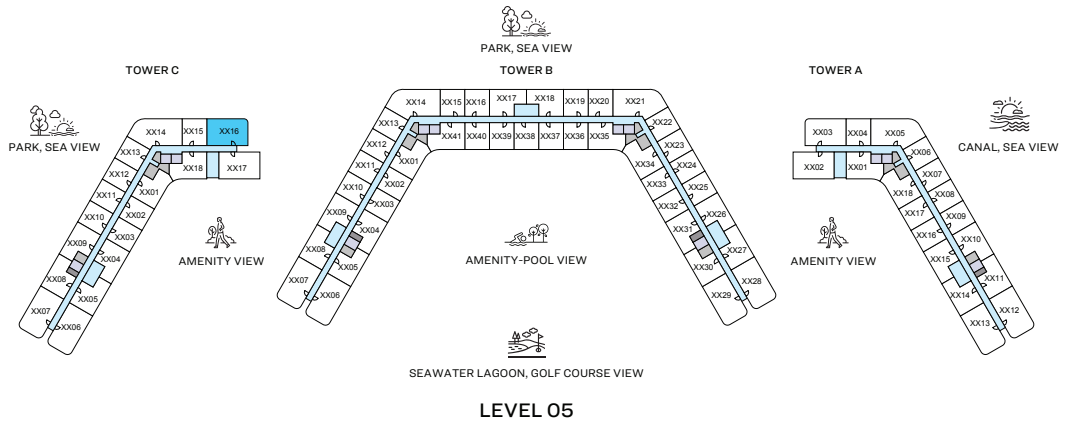 PARK, SEA VIEW
TOWER C
TOWER B
TOWER A
PARK, SEA VIEW
CANAL, SEA VIEW
XX14
XX15
XX16
XX13
XX12
XX11
XX10
XX09
XX08
XX07
XX06
XX05
XX04
XX03
XX02
XX01
XX18
XX17
AMENITY VIEW
XX14
XX15
XX16
XX17
XX18
XX19
XX20
XX21
XX13
XX12
XX11
XX10
XX09
XX08
XX07
XX06
XX05
XX04
XX03
XX02
XX01
XX41
XX40
XX39
XX38
XX37
XX36
XX35
XX22
XX23
XX24
XX25
XX26
XX27
XX28
XX29
XX30
XX31
XX32
XX33
XX34
AMENITY-POOL VIEW
XX03
XX04
XX05
XX02
XX01
XX06
XX07
XX08
XX09
XX10
XX11
XX12
XX13
XX14
XX15
XX16
XX17
XX18
AMENITY VIEW
SEAWATER LAGOON, GOLF COURSE VIEW
LEVEL 05